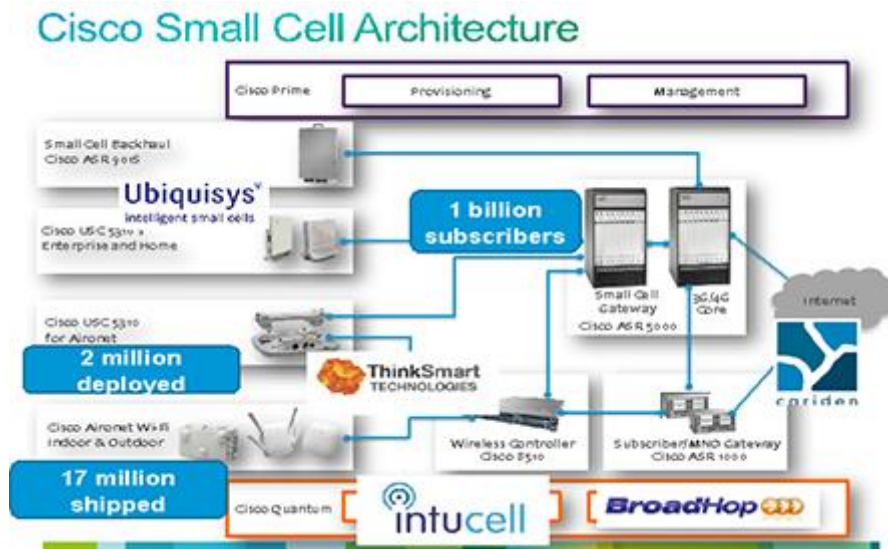 Cisco Small Cell Architecture
Cisco Prime
Provisioning
Management
Small Cell Backhaul
Cisco ASR 901S
Ubiquisys
intelligent small cells
1 billion
subscribers
Cisco USC 5310
Enterprise and Home
Small Cell
Gateway
Cisco ASR 5000
3G/4G
Core
Internet
Cisco USC 5310
for Aironet
2 million
deployed
ThinkSmart
TECHNOLOGIES
cariden
Cisco Aironet Wi-Fi
Indoor & Outdoor
Wireless Controller
Cisco 8510
Subscriber/MNO Gateway
Cisco ASR 1000
17 million
shipped
Cisco Quantum
intucell
BroadHop